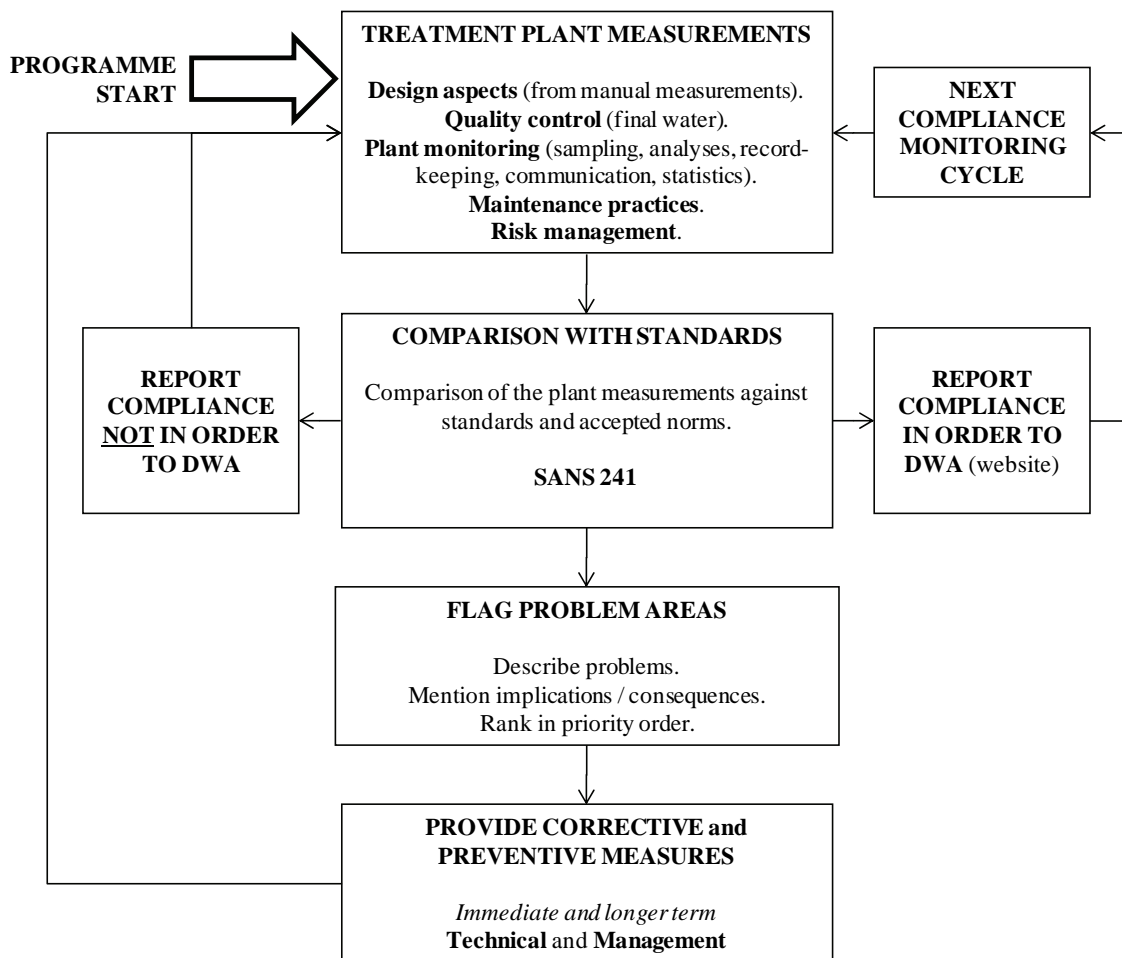 PROGRAMME
START
TREATMENT PLANT MEASUREMENTS
Design aspects (from manual measurements).
Quality control (final water).
Plant monitoring (sampling, analyses, record-
keeping, communication, statistics).
Maintenance practices.
Risk management.
NEXT
COMPLIANCE
MONITORING
CYCLE
REPORT
COMPLIANCE
NOT IN ORDER
TO DWA
COMPARISON WITH STANDARDS
Comparison of the plant measurements against
standards and accepted norms.
SANS 241
REPORT
COMPLIANCE
IN ORDER TO
DWA (website)
FLAG PROBLEM AREAS
Describe problems.
Mention implications / consequences.
Rank in priority order.
PROVIDE CORRECTIVE and
PREVENTIVE MEASURES
Immediate and longer term
Technical and Management